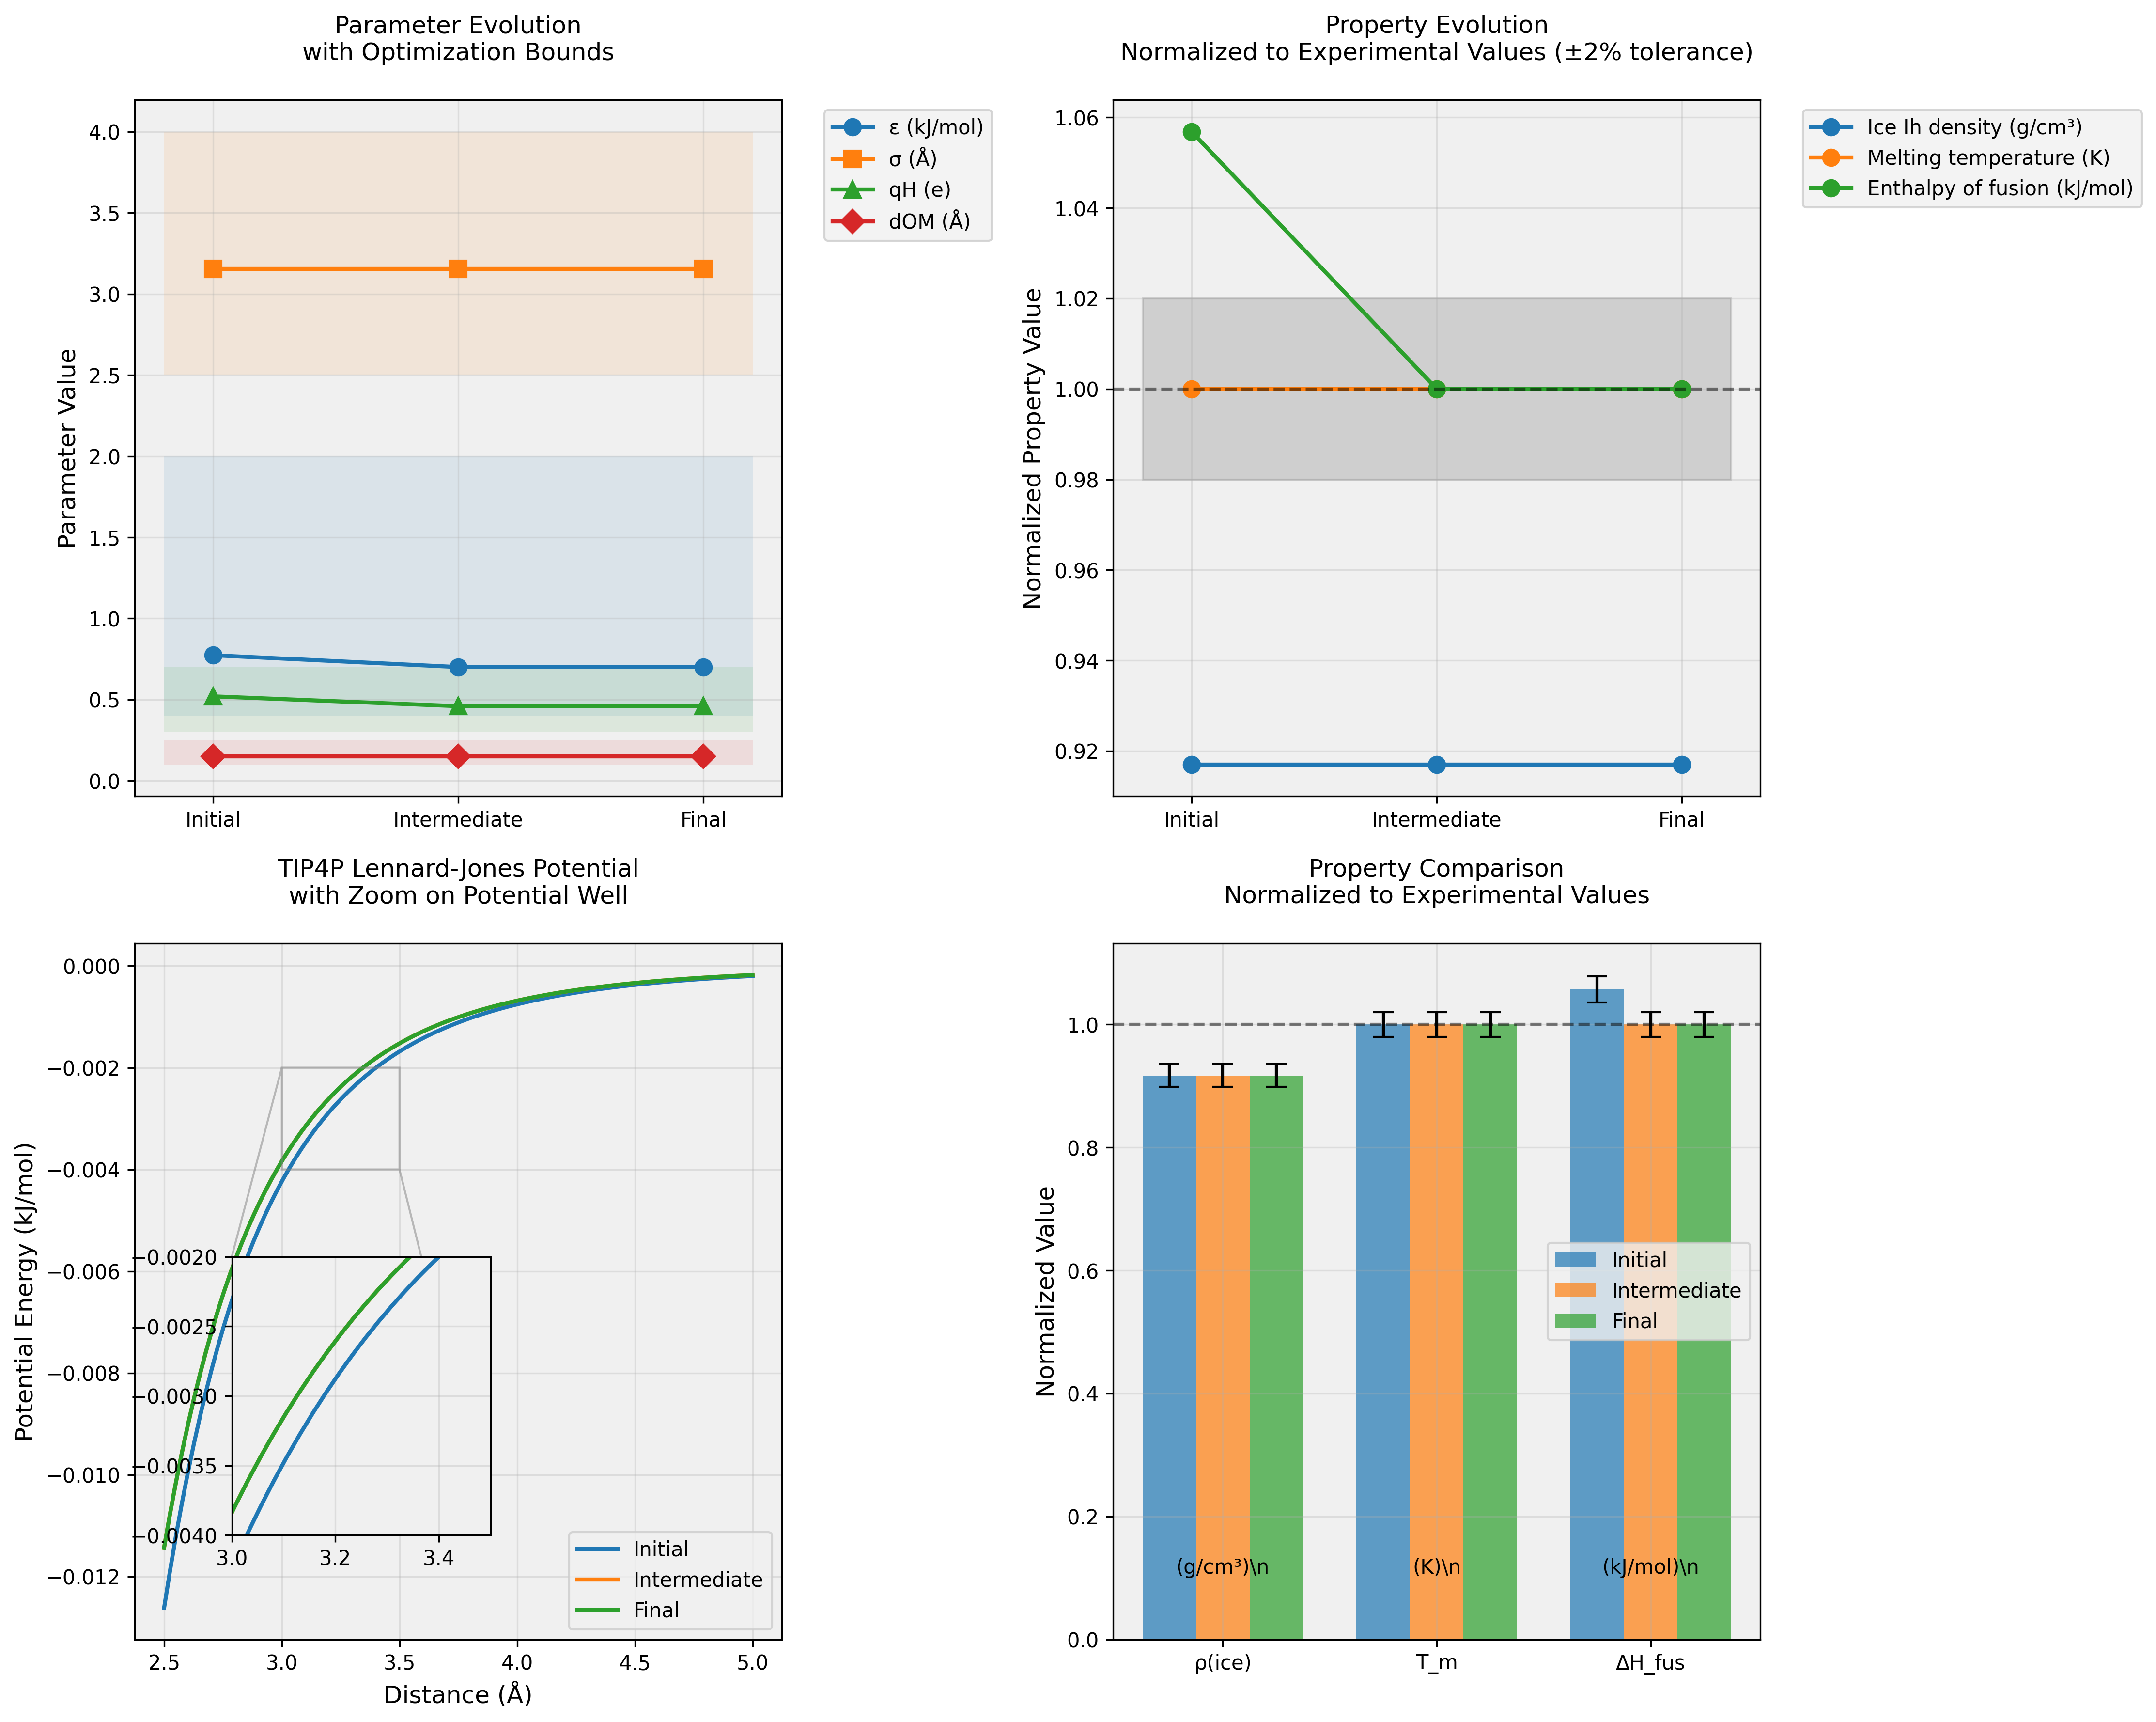 Parameter Evolution
with Optimization Bounds
Parameter Value
4.0
3.5
3.0
2.5
2.0
1.5
1.0
0.5
0.0
Initial
Intermediate
Final
ε (kJ/mol)
σ (Å)
qH (e)
dOM (Å)
Property Evolution
Normalized to Experimental Values (±2% tolerance)
Normalized Property Value
1.06
1.04
1.02
1.00
0.98
0.96
0.94
0.92
Initial
Intermediate
Final
Ice Ih density (g/cm³)
Melting temperature (K)
Enthalpy of fusion (kJ/mol)
TIP4P Lennard-Jones Potential
with Zoom on Potential Well
Potential Energy (kJ/mol)
0.000
−0.002
−0.004
−0.006
−0.008
−0.010
−0.012
−0.0020
−0.0025
−0.0030
−0.0035
−0.0040
3.0
3.2
3.4
Initial
Intermediate
Final
2.5
3.0
3.5
4.0
4.5
5.0
Distance (Å)
Property Comparison
Normalized to Experimental Values
Normalized Value
1.0
0.8
0.6
0.4
0.2
0.0
Initial
Intermediate
Final
(g/cm³)\n
(K)\n
(kJ/mol)\n
ρ(ice)
T_m
ΔH_fus